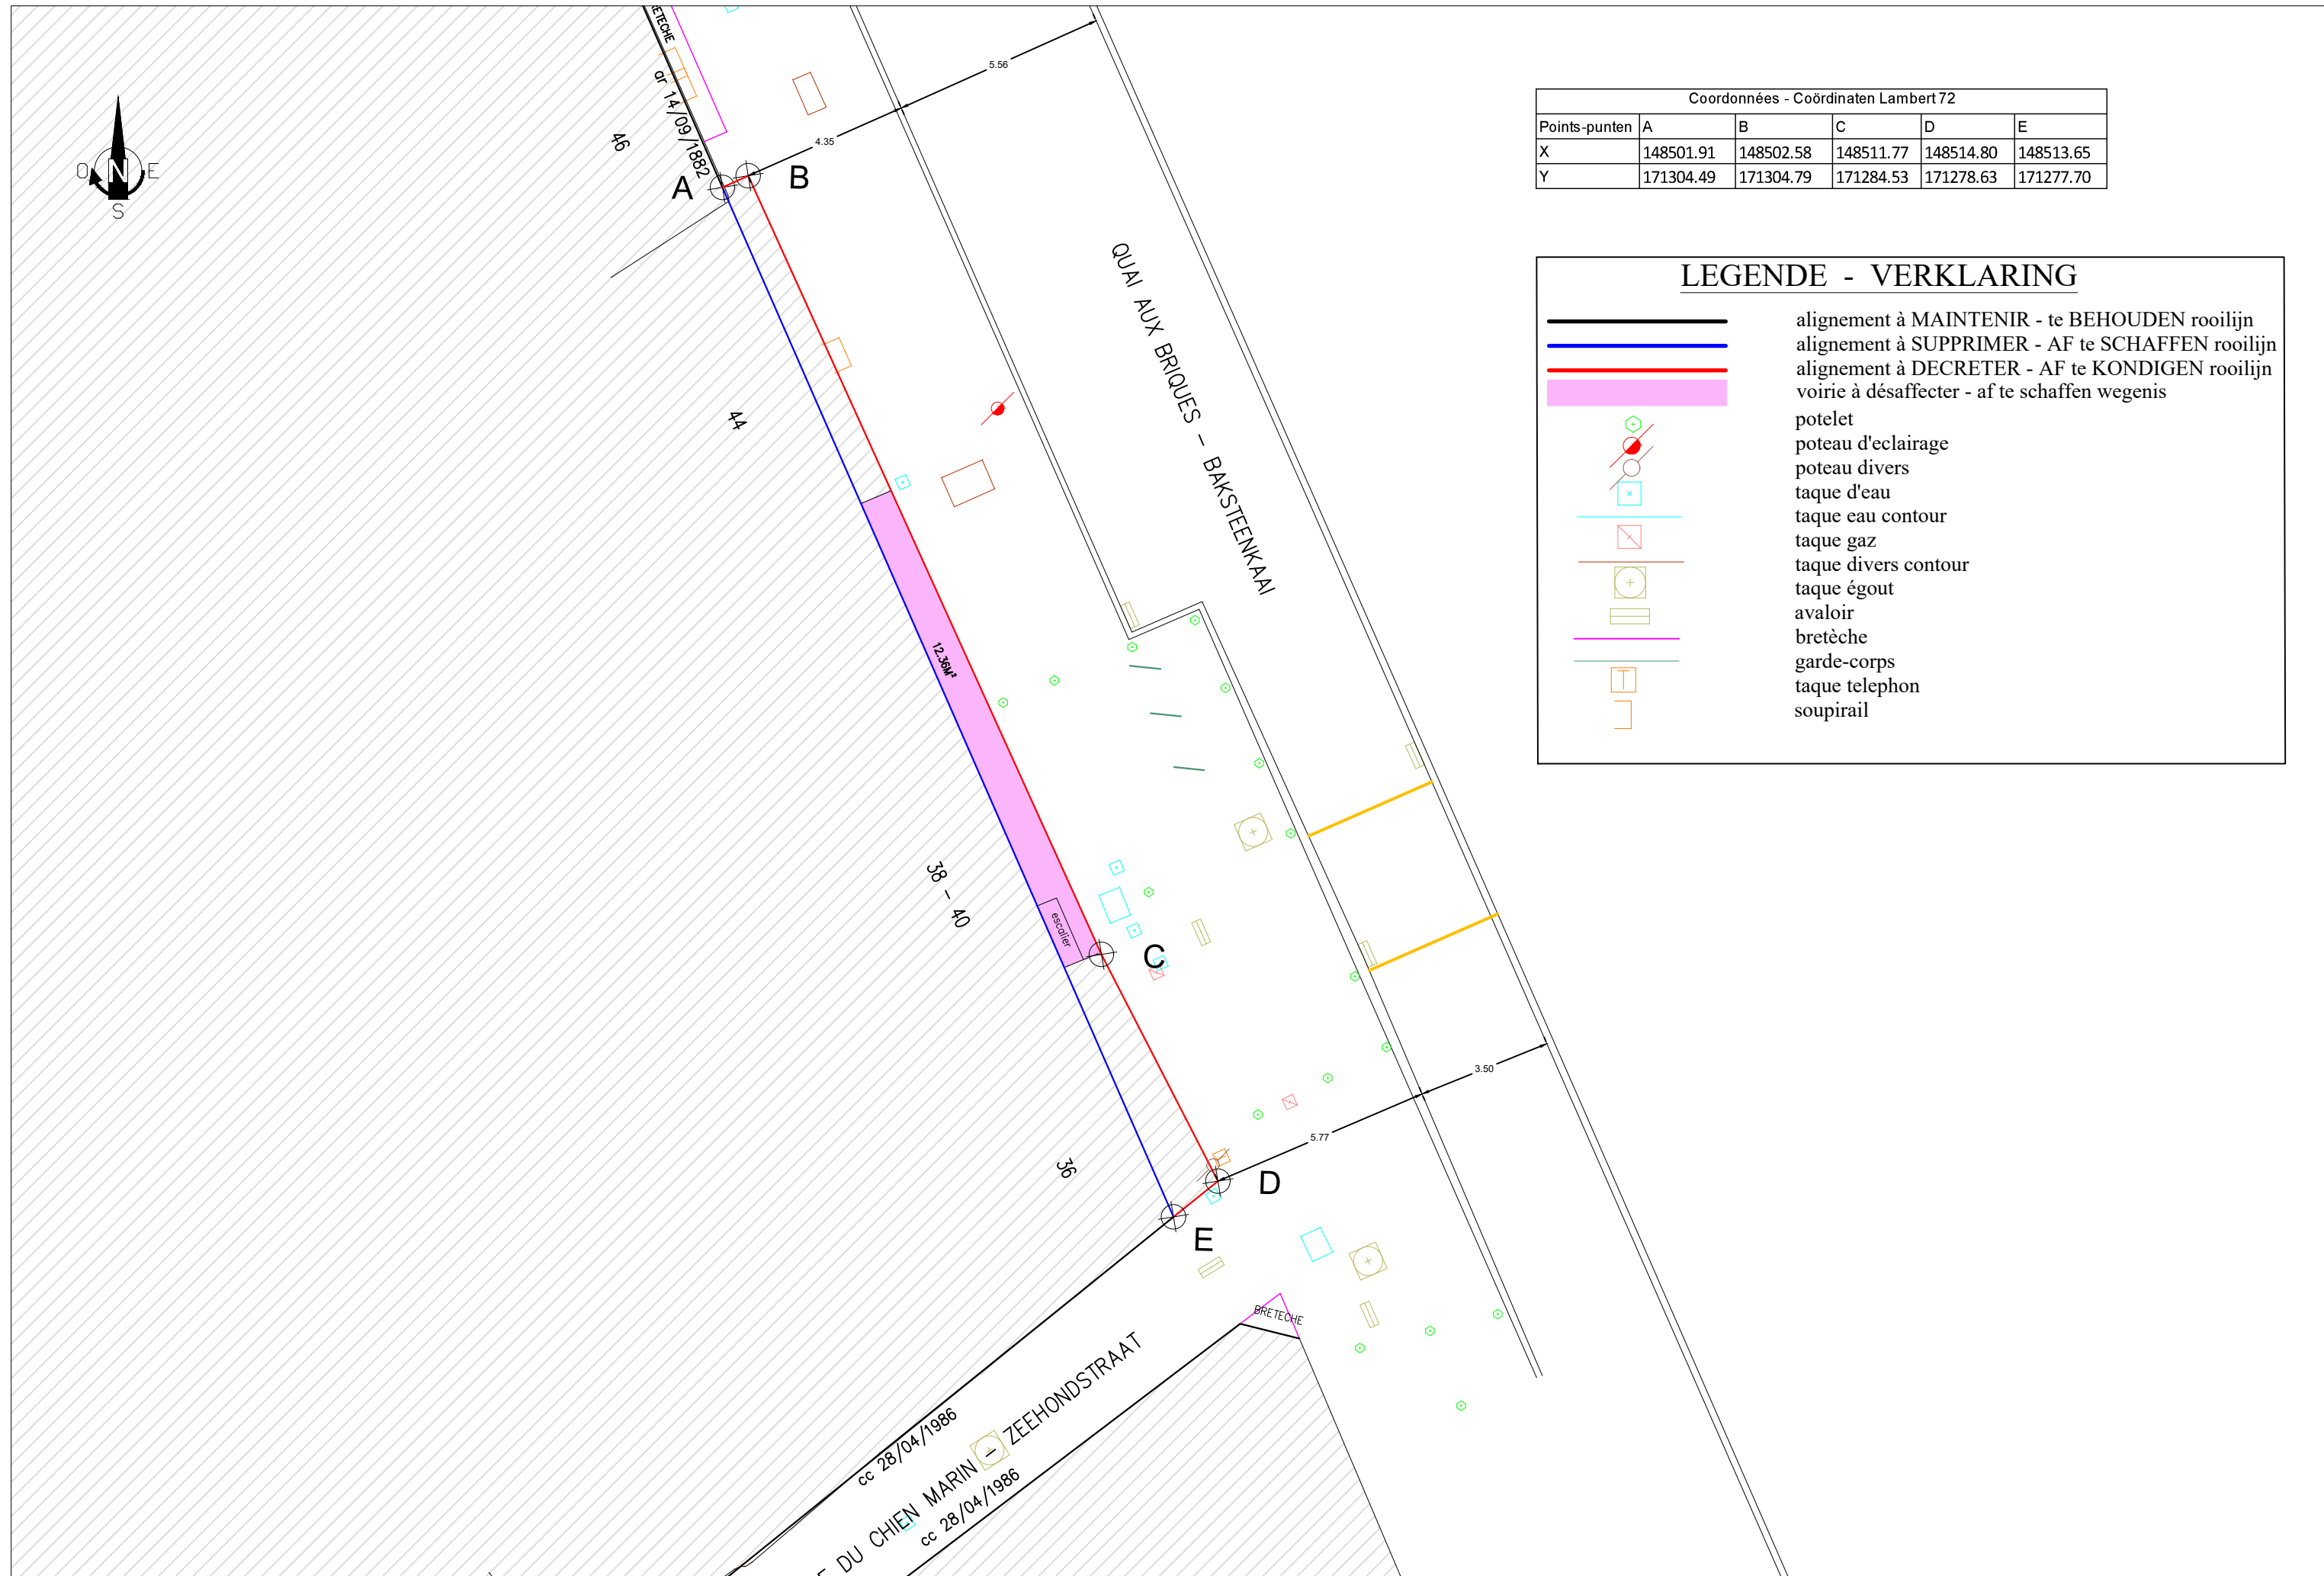 ETECHE
ar 14/09/1882
5.56
4.35
46
A
B
O
N
E
S
Coordonnées - Coördinaten Lambert 72
Points-punten A B C D E
X 148501.91 148502.58 148511.77 148514.80 148513.65
Y 171304.49 171304.79 171284.53 171278.63 171277.70
LEGENDE - VERKLARING
alignement à MAINTENIR - te BEHOUDEN rooilijn
alignement à SUPPRIMER - AF te SCHAFFEN rooilijn
alignement à DECRETER - AF te KONDIGEN rooilijn
voirie à désaffecter - af te schaffen wegenis
potelet
poteau d'eclairage
poteau divers
taque d'eau
taque eau contour
taque gaz
taque divers contour
taque égout
avaloir
bretèche
garde-corps
T taque telephon
soupirail
QUAI AUX BRIQUES - BAKSTEENKAAI
44
12.36M²
38 - 40
escalier
C
3.50
5.77
36
D
E
BRETECHE
cc 28/04/1986
E DU CHIEN MARIN - ZEEHONDSTRAAT
cc 28/04/1986